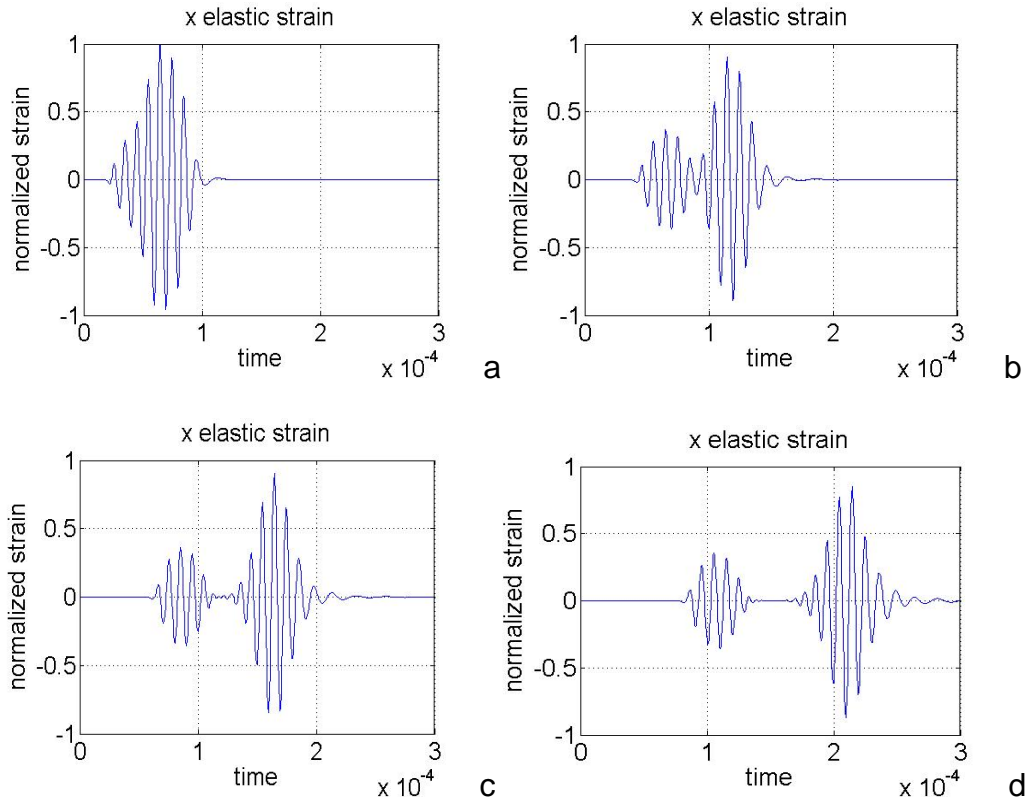 x elastic strain
1
0.5
0
-0.5
-1
normalized strain
0 1 2 3
time
x 10⁻⁴
a
x elastic strain
1
0.5
0
-0.5
-1
normalized strain
0 1 2 3
time
x 10⁻⁴
b
x elastic strain
1
0.5
0
-0.5
-1
normalized strain
0 1 2 3
time
x 10⁻⁴
c
x elastic strain
1
0.5
0
-0.5
-1
normalized strain
0 1 2 3
time
x 10⁻⁴
d